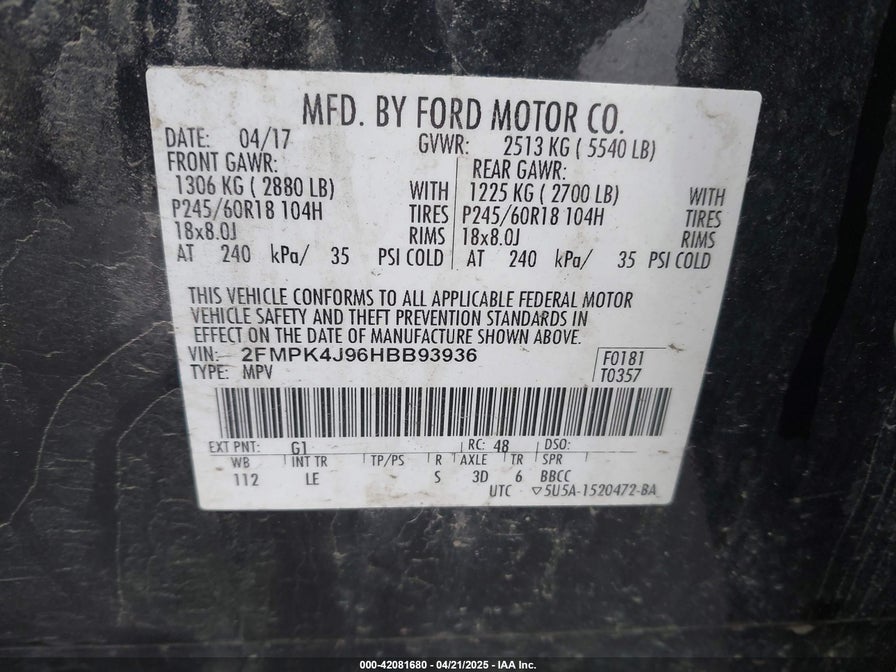 MFD. BY FORD MOTOR CO.
DATE: 04/17 GVWR: 2513 KG ( 5540 LB)
FRONT GAWR: REAR GAWR:
1306 KG ( 2880 LB) WITH 1225 KG ( 2700 LB) WITH
P245/60R18 104H TIRES P245/60R18 104H TIRES
18x8.0J RIMS 18x8.0J RIMS
AT 240 kPa/ 35 PSI COLD AT 240 kPa/ 35 PSI COLD
THIS VEHICLE CONFORMS TO ALL APPLICABLE FEDERAL MOTOR
VEHICLE SAFETY AND THEFT PREVENTION STANDARDS IN
EFFECT ON THE DATE OF MANUFACTURE SHOWN ABOVE.
VIN: 2FMPK4J96HBB93936 F0181
TYPE: MPV T0357
EXT PNT: G1 RC: 48 DSO:
WB INT TR TP/PS R AXLE TR SPR
112 LE S 3D 6 BBCC
UTC ▽5U5A-1520472-BA
000-42081680 - 04/21/2025 - IAA Inc.